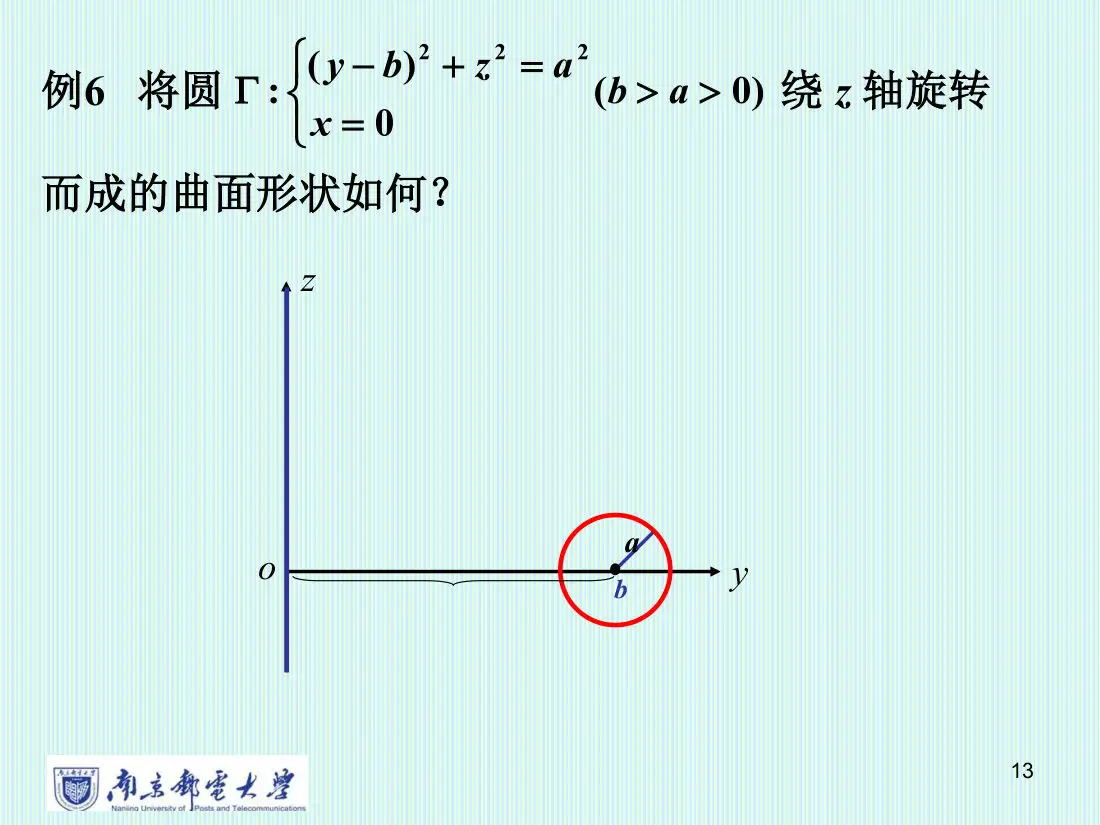 例6 将圆 Γ: { (y − b)² + z² = a² (b > a > 0) 绕 z 轴旋转
x = 0
而成的曲面形状如何?
z
a
o
b
y
南京邮电大学
Nanjing University of Posts and Telecommunications
13